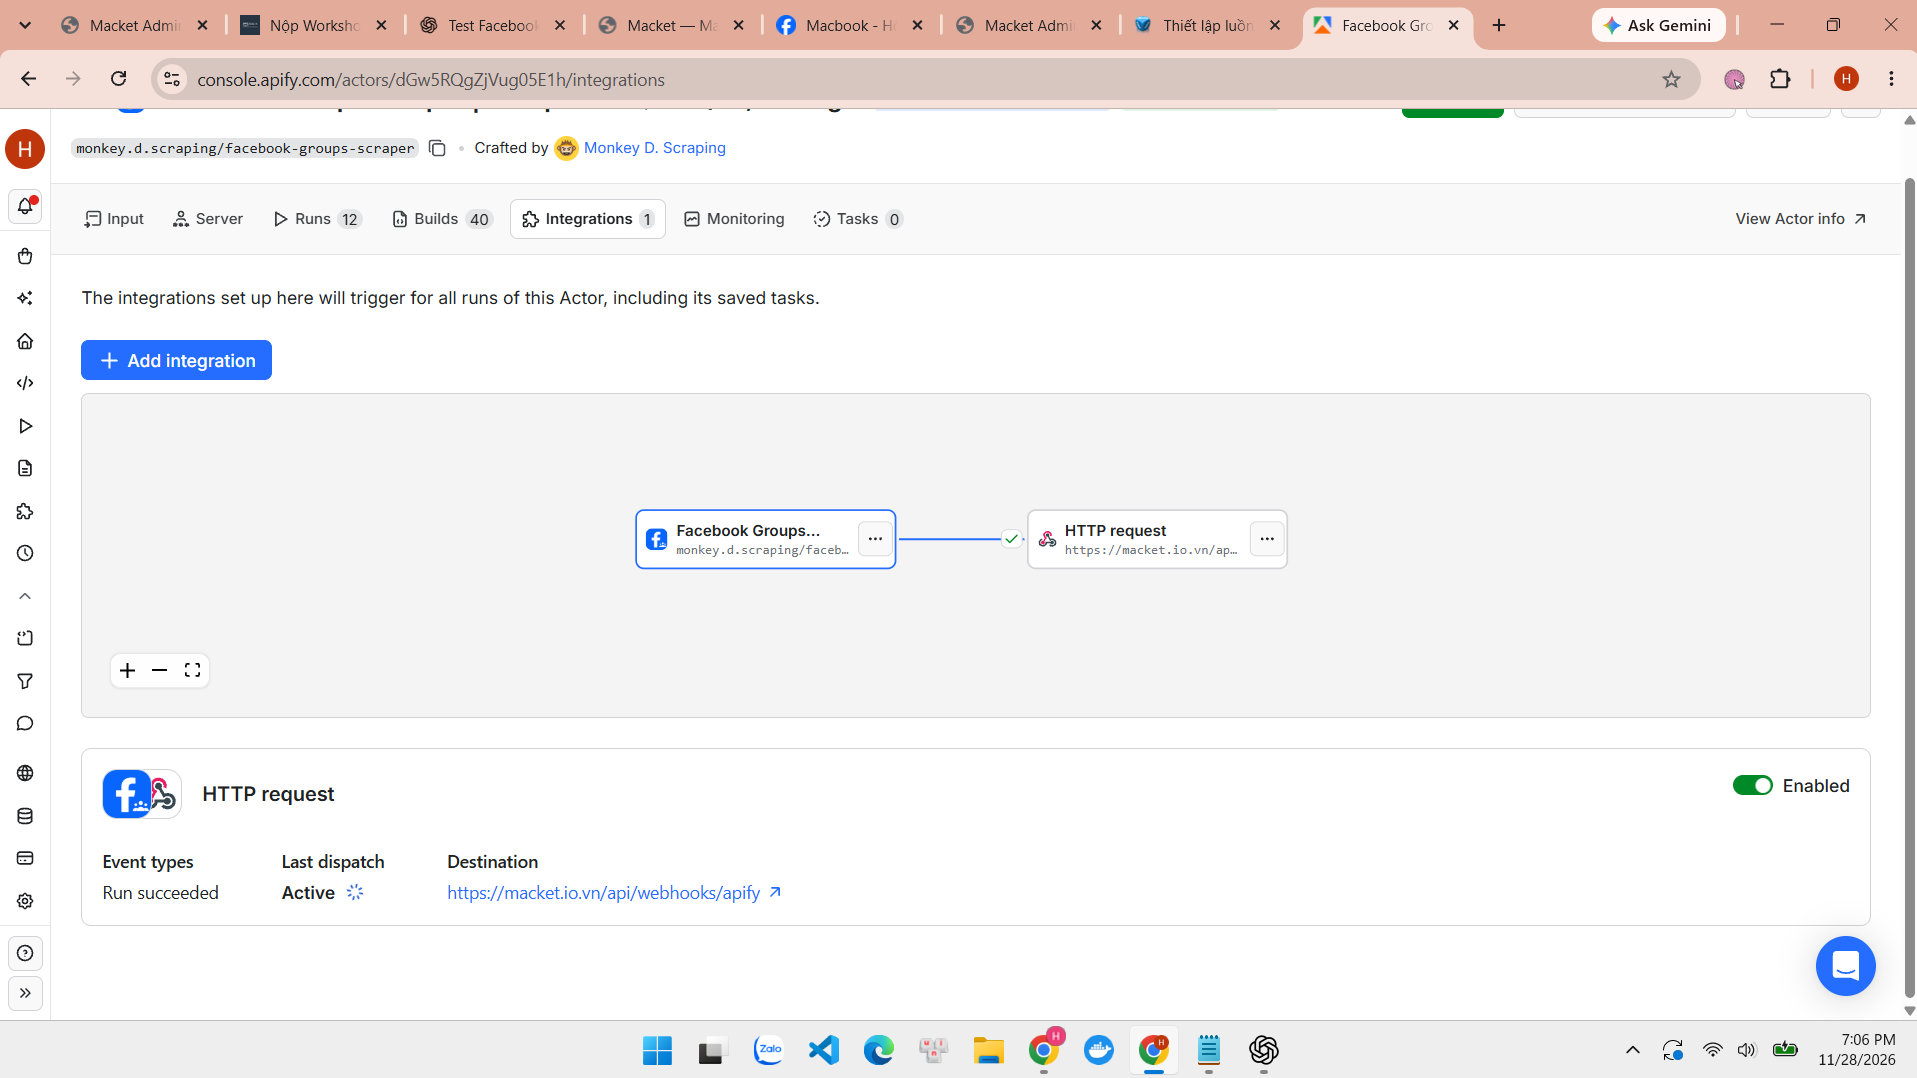 Macket Admin
Nộp Worksho
Test Facebook
Macket — Ma
Macbook - H
Macket Admin
Thiết lập luồn
Facebook Gro
Ask Gemini
console.apify.com/actors/dGw5RQgZjVug05E1h/integrations
H
H
monkey.d.scraping/facebook-groups-scraper
Crafted by Monkey D. Scraping
Input
Server
Runs 12
Builds 40
Integrations 1
Monitoring
Tasks 0
View Actor info
The integrations set up here will trigger for all runs of this Actor, including its saved tasks.
Add integration
Facebook Groups...
monkey.d.scraping/faceb...
HTTP request
https://macket.io.vn/ap...
HTTP request
Enabled
Event types
Last dispatch
Destination
Run succeeded
Active
https://macket.io.vn/api/webhooks/apify
Zalo
H
H
7:06 PM
11/28/2026